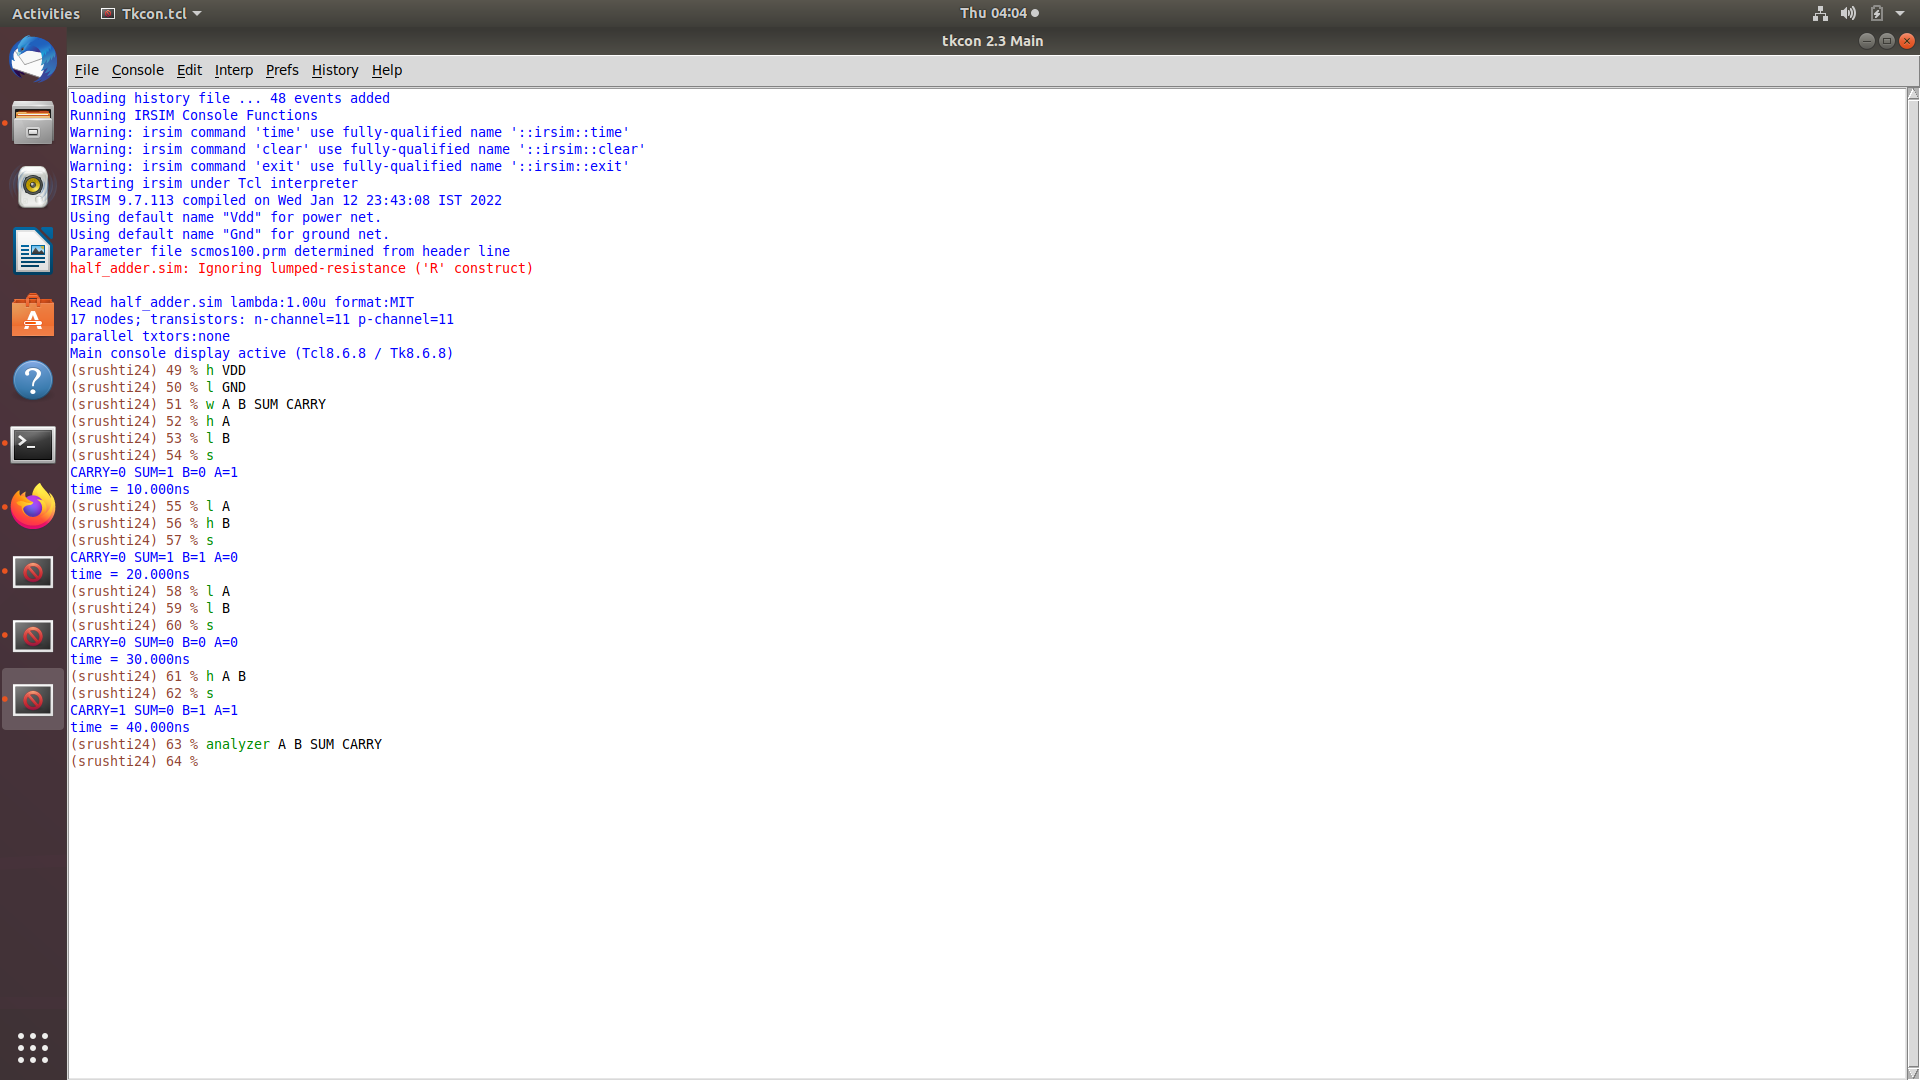 Activities Tkcon.tcl Thu 04:04
tkcon 2.3 Main
File Console Edit Interp Prefs History Help
loading history file ... 48 events added
Running IRSIM Console Functions
Warning: irsim command 'time' use fully-qualified name '::irsim::time'
Warning: irsim command 'clear' use fully-qualified name '::irsim::clear'
Warning: irsim command 'exit' use fully-qualified name '::irsim::exit'
Starting irsim under Tcl interpreter
IRSIM 9.7.113 compiled on Wed Jan 12 23:43:08 IST 2022
Using default name "Vdd" for power net.
Using default name "Gnd" for ground net.
Parameter file scmos100.prm determined from header line
half_adder.sim: Ignoring lumped-resistance ('R' construct)
Read half_adder.sim lambda:1.00u format:MIT
17 nodes; transistors: n-channel=11 p-channel=11
parallel txtors:none
Main console display active (Tcl8.6.8 / Tk8.6.8)
(srushti24) 49 % h VDD
(srushti24) 50 % l GND
(srushti24) 51 % w A B SUM CARRY
(srushti24) 52 % h A
(srushti24) 53 % l B
(srushti24) 54 % s
CARRY=0 SUM=1 B=0 A=1
time = 10.000ns
(srushti24) 55 % l A
(srushti24) 56 % h B
(srushti24) 57 % s
CARRY=0 SUM=1 B=1 A=0
time = 20.000ns
(srushti24) 58 % l A
(srushti24) 59 % l B
(srushti24) 60 % s
CARRY=0 SUM=0 B=0 A=0
time = 30.000ns
(srushti24) 61 % h A B
(srushti24) 62 % s
CARRY=1 SUM=0 B=1 A=1
time = 40.000ns
(srushti24) 63 % analyzer A B SUM CARRY
(srushti24) 64 %